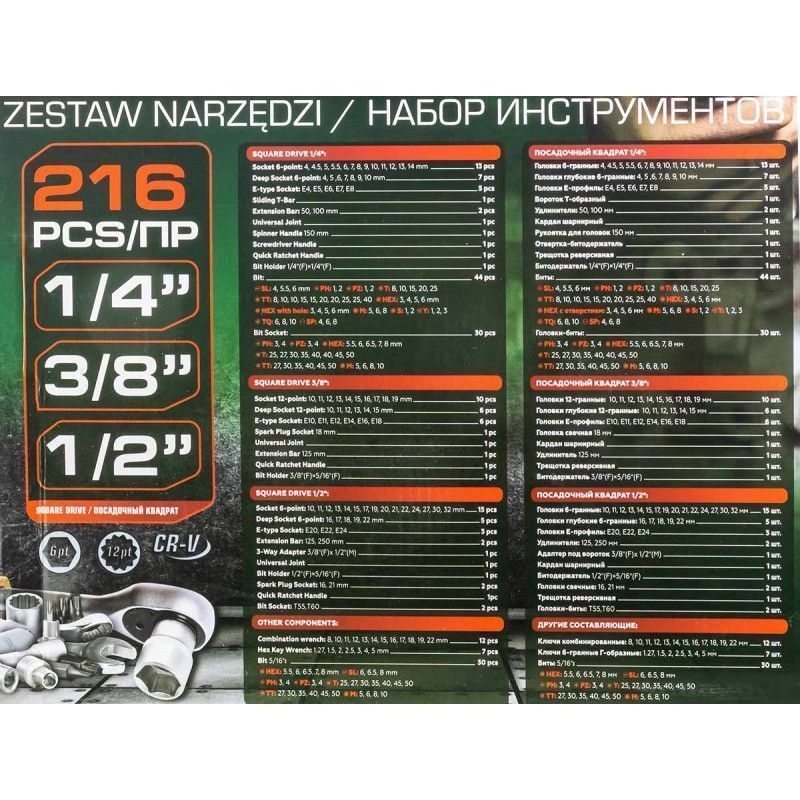 ZESTAW NARZĘDZI / НАБОР ИНСТРУМЕНТОВ
216
PCS/ПР
1/4”
3/8”
1/2”
SQUARE DRIVE / ПОСАДОЧНЫЙ КВАДРАТ
6pt 12pt CR-V
SQUARE DRIVE 1/4":
Socket 6-point: 4, 4.5, 5, 5.5, 6, 7, 8, 9, 10, 11, 12, 13, 14 mm 13 pcs
Deep Socket 6-point: 4, 5, 6, 7, 8, 9, 10 mm 7 pcs
E-type Socket: E4, E5, E6, E7, E8 5 pcs
Sliding T-Bar 1 pc
Extension Bar: 50, 100 mm 2 pcs
Universal Joint 1 pc
Spinner Handle 150 mm 1 pc
Screwdriver Handle 1 pc
Quick Ratchet Handle 1 pc
Bit Holder 1/4"(F)×1/4"(F) 1 pc
Bit: 44 pcs
SL: 4, 5.5, 6 mm PH: 1, 2 PZ: 1, 2 T: 8, 10, 15, 20, 25
TT: 8, 10, 10, 15, 15, 20, 20, 25, 25, 40 HEX: 3, 4, 5, 6 mm
HEX with hole: 3, 4, 5, 6 mm M: 5, 6, 8 S: 1, 2 Y: 1, 2, 3
TQ: 6, 8, 10 SP: 4, 6, 8
Bit Socket: 30 pcs
PH: 3, 4 PZ: 3, 4 HEX: 5.5, 6, 6.5, 7, 8 mm
T: 25, 27, 30, 35, 40, 40, 45, 50
TT: 27, 30, 35, 40, 40, 45, 50 M: 5, 6, 8, 10
SQUARE DRIVE 3/8":
Socket 12-point: 10, 11, 12, 13, 14, 15, 16, 17, 18, 19 mm 10 pcs
Deep Socket 12-point: 10, 11, 12, 13, 14, 15 mm 6 pcs
E-type Socket: E10, E11, E12, E14, E16, E18 6 pcs
Spark Plug Socket 18 mm 1 pc
Universal Joint 1 pc
Extension Bar 125 mm 1 pc
Quick Ratchet Handle 1 pc
Bit Holder 3/8"(F)×5/16"(F) 1 pc
SQUARE DRIVE 1/2":
Socket 6-point: 10, 11, 12, 13, 14, 15, 17, 19, 20, 21, 22, 24, 27, 30, 32 mm 15 pcs
Deep Socket 6-point: 16, 17, 18, 19, 22 mm 5 pcs
E-type Socket: E20, E22, E24 3 pcs
Extension Bar: 125, 250 mm 2 pcs
3-Way Adapter 3/8"(F)x 1/2"(M) 1 pc
Universal Joint 1 pc
Bit Holder 1/2"(F)×5/16"(F) 1 pc
Spark Plug Socket: 16, 21 mm 2 pcs
Quick Ratchet Handle 1pc
Bit Socket: T55,T60 2 pcs
OTHER COMPONENTS:
Combination wrench: 8, 10, 11, 12, 13, 14, 15, 16, 17, 18, 19, 22 mm 12 pcs
Hex Key Wrench: 1.27, 1.5, 2, 2.5, 3, 4, 5 mm 7 pcs
Bit 5/16"s 30 pcs
HEX: 5.5, 6, 6.5, 7, 8 mm SL: 6, 6.5, 8 mm
PH: 3, 4 PZ: 3, 4 T: 25, 27, 30, 35, 40, 45, 50
TT: 27, 30, 35, 40, 45, 50 M: 5, 6, 8, 10
ПОСАДОЧНЫЙ КВАДРАТ 1/4":
Головки 6-гранные: 4, 4.5, 5, 5.5, 6, 7, 8, 9, 10, 11, 12, 13, 14 мм 13 шт.
Головки глубокие 6-гранные: 4, 5, 6, 7, 8, 9, 10 мм 7 шт.
Головки Е-профиль: E4, E5, E6, E7, E8 5 шт.
Вороток Т-образный 1 шт.
Удлинители: 50, 100 мм 2 шт.
Кардан шарнирный 1 шт.
Рукоятка для головок 150 мм 1 шт.
Отвертка-битодержатель 1 шт.
Трещотка реверсивная 1 шт.
Битодержатель 1/4"(F)×1/4"(F) 1 шт.
Биты: 44 шт.
SL: 4, 5.5, 6 мм PH: 1, 2 PZ: 1, 2 T: 8, 10, 15, 20, 25
TT: 8, 10, 10, 15, 15, 20, 20, 25, 25, 40 HEX: 3, 4, 5, 6 мм
HEX с отверстием: 3, 4, 5, 6 мм M: 5, 6, 8 S: 1, 2 Y: 1, 2, 3
TQ: 6, 8, 10 SP: 4, 6, 8
Головки-биты: 30 шт.
PH: 3, 4 PZ: 3, 4 HEX: 5.5, 6, 6.5, 7, 8 мм
T: 25, 27, 30, 35, 40, 40, 45, 50
TT: 27, 30, 35, 40, 40, 45, 50 M: 5, 6, 8, 10
ПОСАДОЧНЫЙ КВАДРАТ 3/8":
Головки 12-гранные: 10, 11, 12, 13, 14, 15, 16, 17, 18, 19 мм 10 шт.
Головки глубокие 12-гранные: 10, 11, 12, 13, 14, 15 мм 6 шт.
Головки Е-профиль: E10, E11, E12, E14, E16, E18 6 шт.
Головка свечная 18 мм 1 шт.
Кардан шарнирный 1 шт.
Удлинитель 125 мм 1 шт.
Трещотка реверсивная 1 шт.
Битодержатель 3/8"(F)×5/16"(F) 1 шт.
ПОСАДОЧНЫЙ КВАДРАТ 1/2":
Головки 6-гранные: 10, 11, 12, 13, 14, 15, 17, 19, 20, 21, 22, 24, 27, 30, 32 мм 15 шт.
Головки глубокие 6-гранные: 16, 17, 18, 19, 22 мм 5 шт.
Головки Е-профиль: E20, E22, E24 3 шт.
Удлинители: 125, 250 мм 2 шт.
Адаптер под вороток 3/8"(F)x 1/2"(M) 1 шт.
Кардан шарнирный 1 шт.
Битодержатель 1/2"(F)×5/16"(F) 1 шт.
Головки свечные: 16, 21 мм 2 шт.
Трещотка реверсивная 1 шт.
Головки-биты: T55,T60 2 шт.
ДРУГИЕ СОСТАВЛЯЮЩИЕ:
Ключи комбинированные: 8, 10, 11, 12, 13, 14, 15, 16, 17, 18, 19, 22 мм 12 шт.
Ключи 6-гранные Г-образные: 1.27, 1.5, 2, 2.5, 3, 4, 5 мм 7 шт.
Биты 5/16"s 30 шт.
HEX: 5.5, 6, 6.5, 7, 8 мм SL: 6, 6.5, 8 мм
PH: 3, 4 PZ: 3, 4 T: 25, 27, 30, 35, 40, 45, 50
TT: 27, 30, 35, 40, 45, 50 M: 5, 6, 8, 10